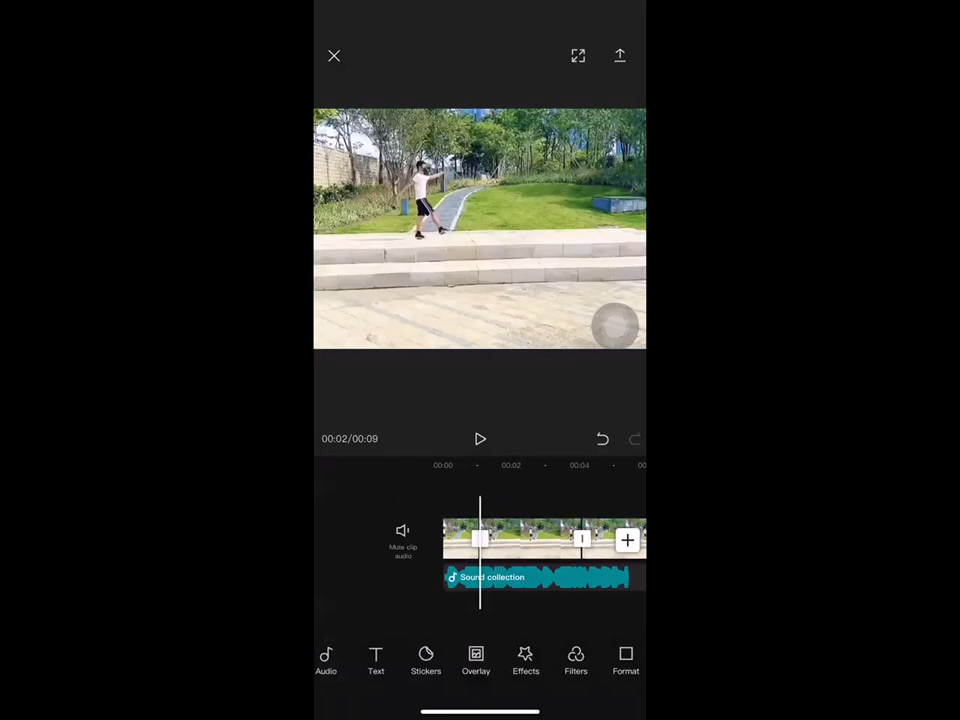 00:02/00:09
00:00 00:02 00:04 00
Mute clip
audio
Sound collection
Audio Text Stickers Overlay Effects Filters Format